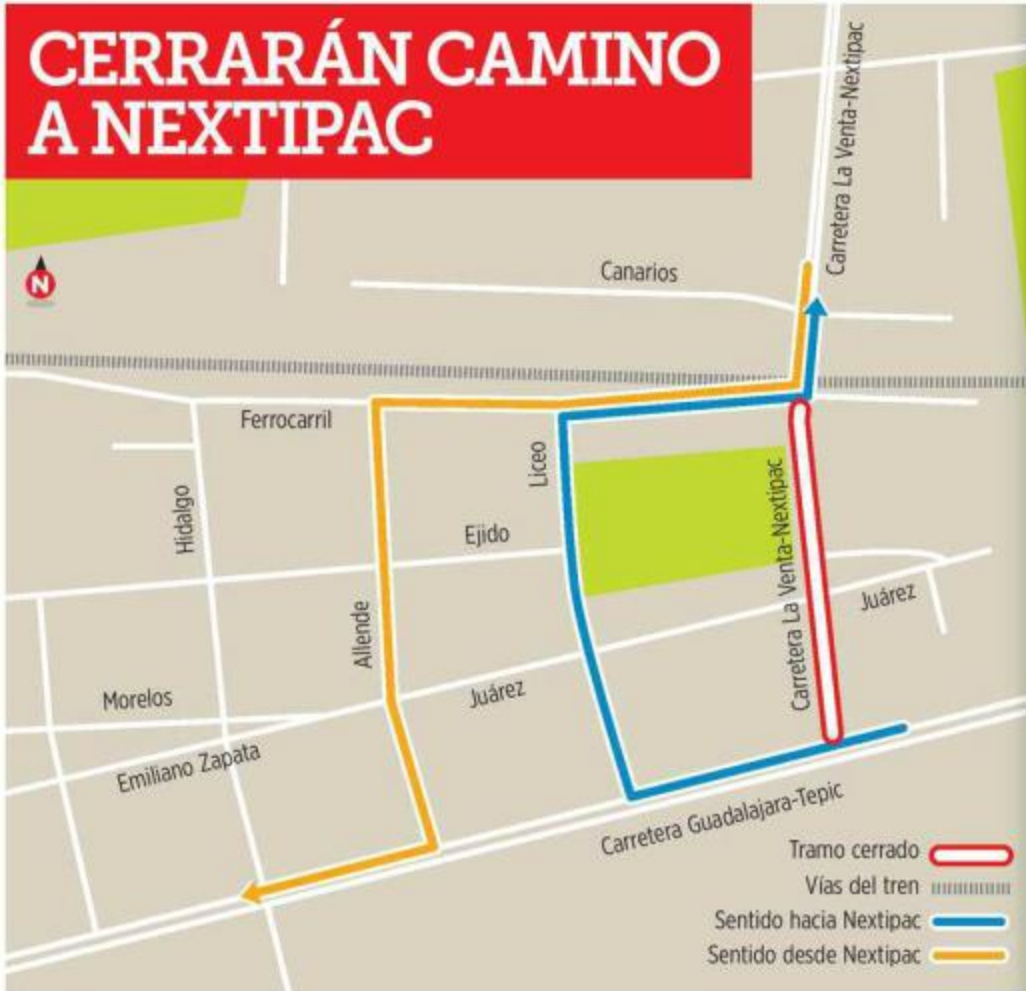 CERRARÁN CAMINO
A NEXTIPAC
Carretera La Venta-Nextipac
N
Canarios
Ferrocarril
Liceo
Hidalgo
Ejido
Carretera La Venta-Nextipac
Allende
Juárez
Morelos
Juárez
Emiliano Zapata
Carretera Guadalajara-Tepic
Tramo cerrado
Vías del tren
Sentido hacia Nextipac
Sentido desde Nextipac